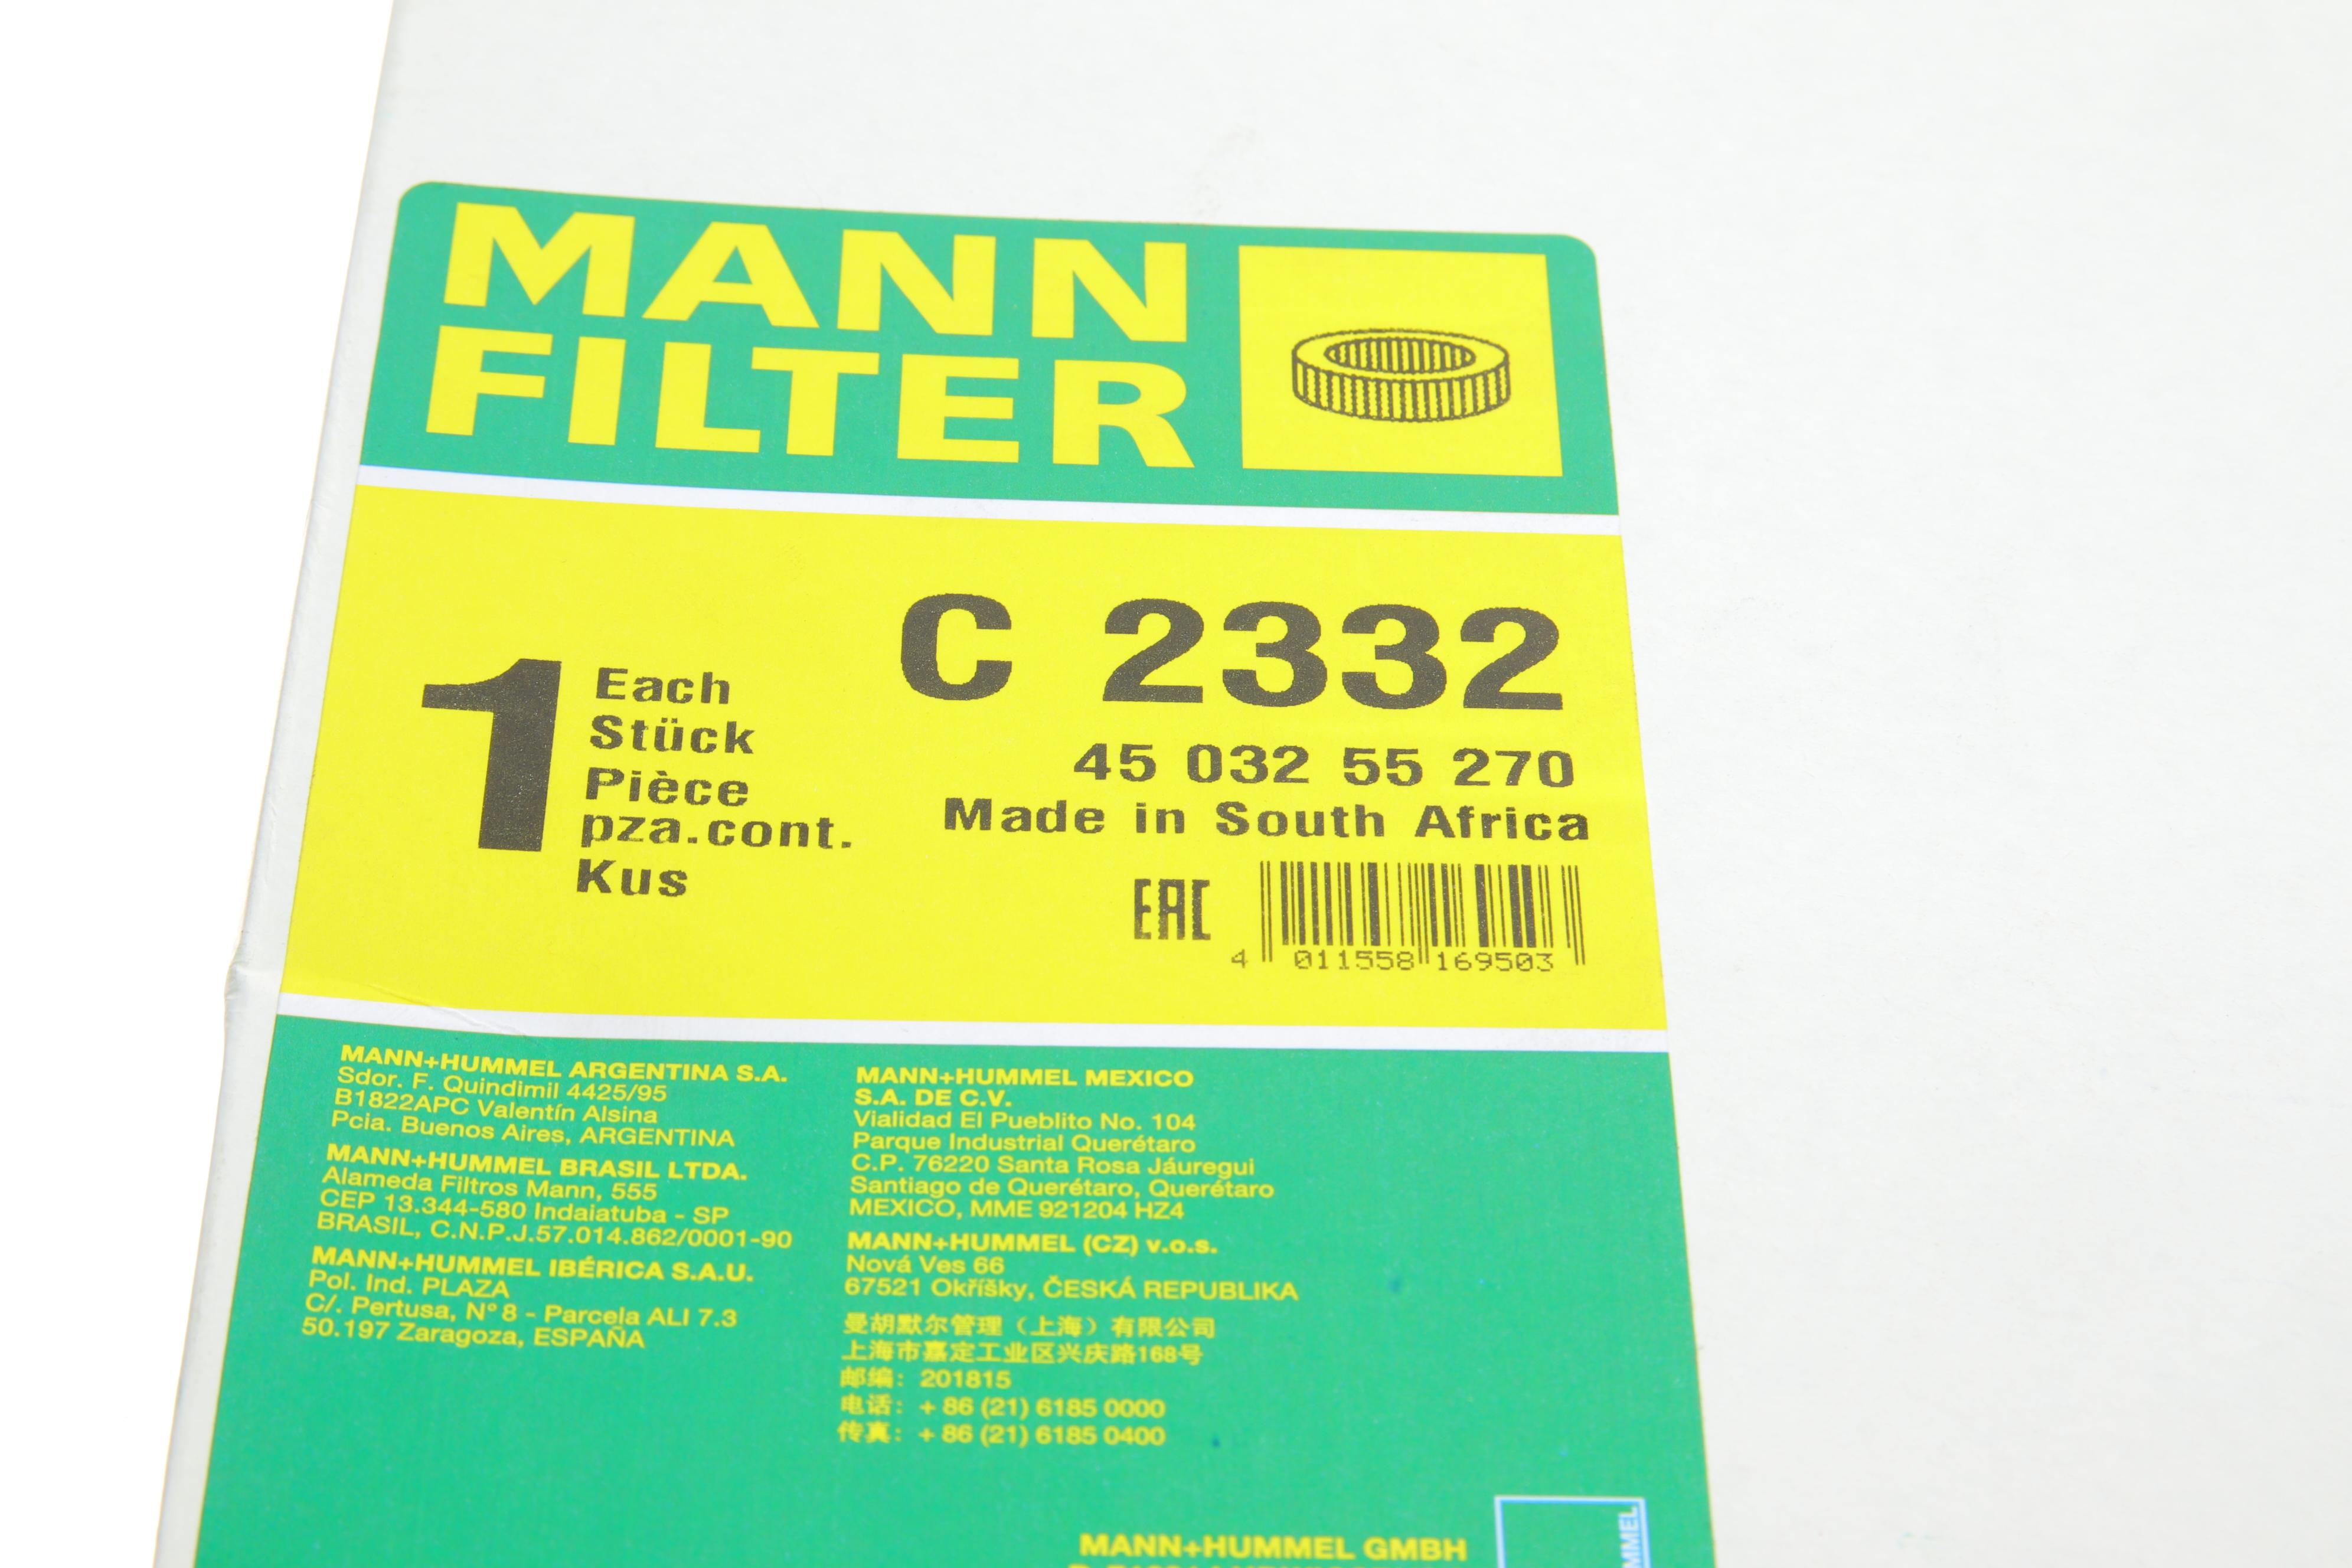 MANN
FILTER
C 2332
1
Each
Stück
Pièce
pza.cont.
Kus
45 032 55 270
Made in South Africa
EAC
4 011558 169503
MANN+HUMMEL ARGENTINA S.A.
Sdor. F. Quindimil 4425/95
B1822APC Valentín Alsina
Pcia. Buenos Aires, ARGENTINA
MANN+HUMMEL BRASIL LTDA.
Alameda Filtros Mann, 555
CEP 13.344-580 Indaiatuba - SP
BRASIL, C.N.P.J.57.014.862/0001-90
MANN+HUMMEL IBÉRICA S.A.U.
Pol. Ind. PLAZA
C/. Pertusa, Nº 8 - Parcela ALI 7.3
50.197 Zaragoza, ESPAÑA
MANN+HUMMEL MEXICO
S.A. DE C.V.
Vialidad El Pueblito No. 104
Parque Industrial Querétaro
C.P. 76220 Santa Rosa Jáuregui
Santiago de Querétaro, Querétaro
MEXICO, MME 921204 HZ4
MANN+HUMMEL (CZ) v.o.s.
Nová Ves 66
67521 Okříšky, ČESKÁ REPUBLIKA
曼胡默尔管理（上海）有限公司
上海市嘉定工业区兴庆路168号
邮编：201815
电话：+ 86 (21) 6185 0000
传真：+ 86 (21) 6185 0400
MANN+HUMMEL GMBH